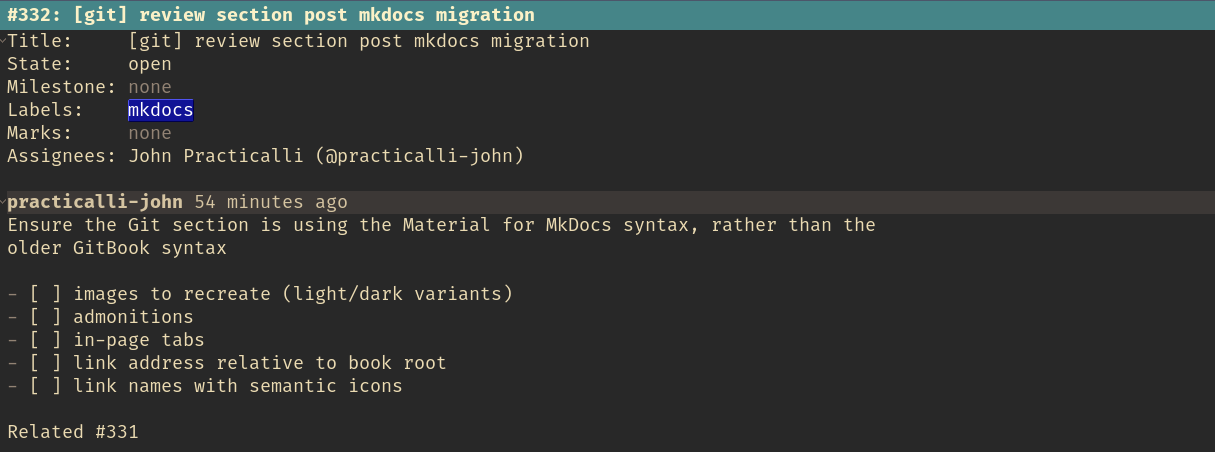 #332: [git] review section post mkdocs migration
Title:     [git] review section post mkdocs migration
State:     open
Milestone: none
Labels:    mkdocs
Marks:     none
Assignees: John Practicalli (@practicalli-john)
practicalli-john 54 minutes ago
Ensure the Git section is using the Material for MkDocs syntax, rather than the
older GitBook syntax
- [ ] images to recreate (light/dark variants)
- [ ] admonitions
- [ ] in-page tabs
- [ ] link address relative to book root
- [ ] link names with semantic icons
Related #331